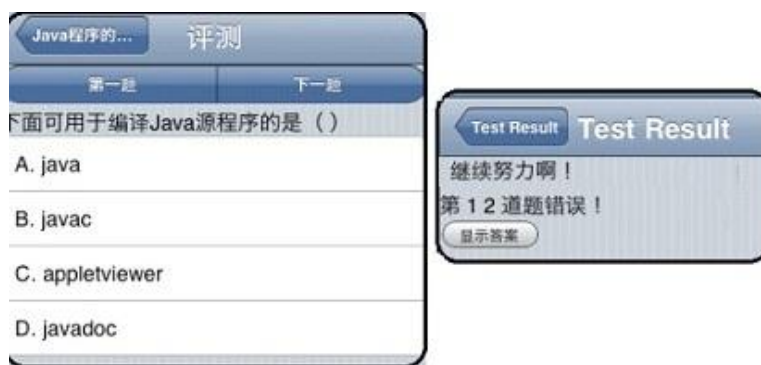 Java程序的...
评测
第一题
下一题
下面可用于编译Java源程序的是（）
A. java
B. javac
C. appletviewer
D. javadoc
Test Result
Test Result
继续努力啊！
第 1 2 道题错误！
显示答案